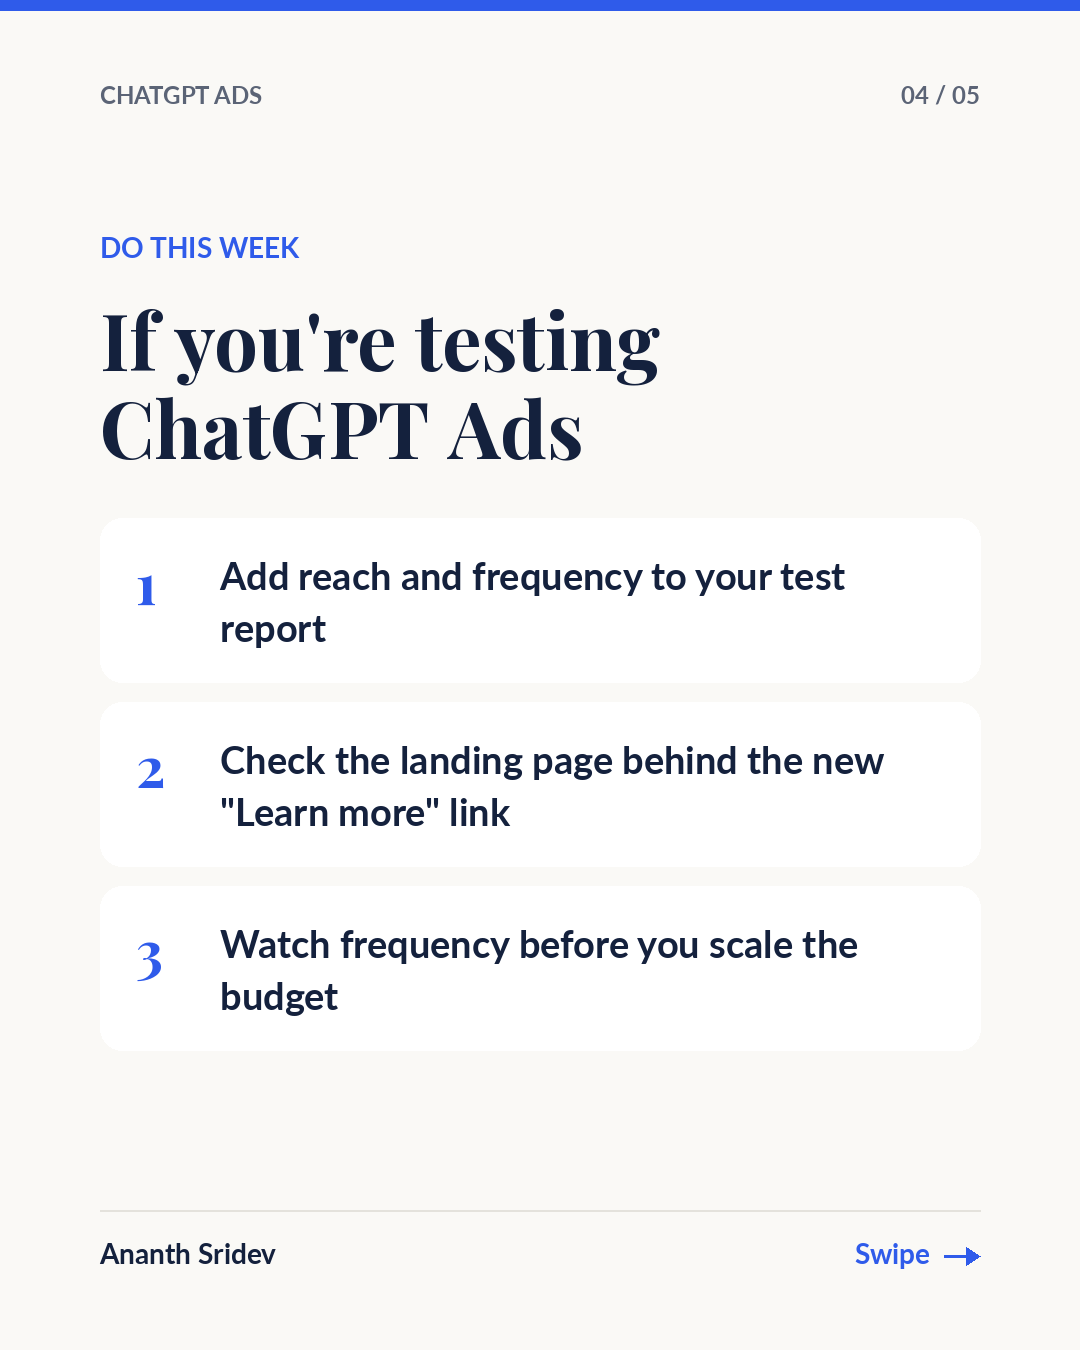 CHATGPT ADS
04 / 05
DO THIS WEEK
If you're testing
ChatGPT Ads
1
Add reach and frequency to your test
report
2
Check the landing page behind the new
"Learn more" link
3
Watch frequency before you scale the
budget
Ananth Sridev
Swipe